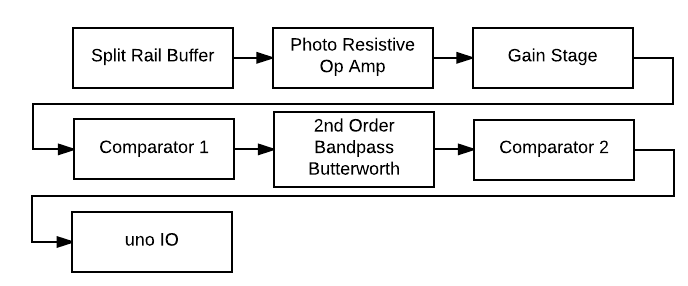 Split Rail Buffer
Photo Resistive
Op Amp
Gain Stage
Comparator 1
2nd Order
Bandpass
Butterworth
Comparator 2
uno IO